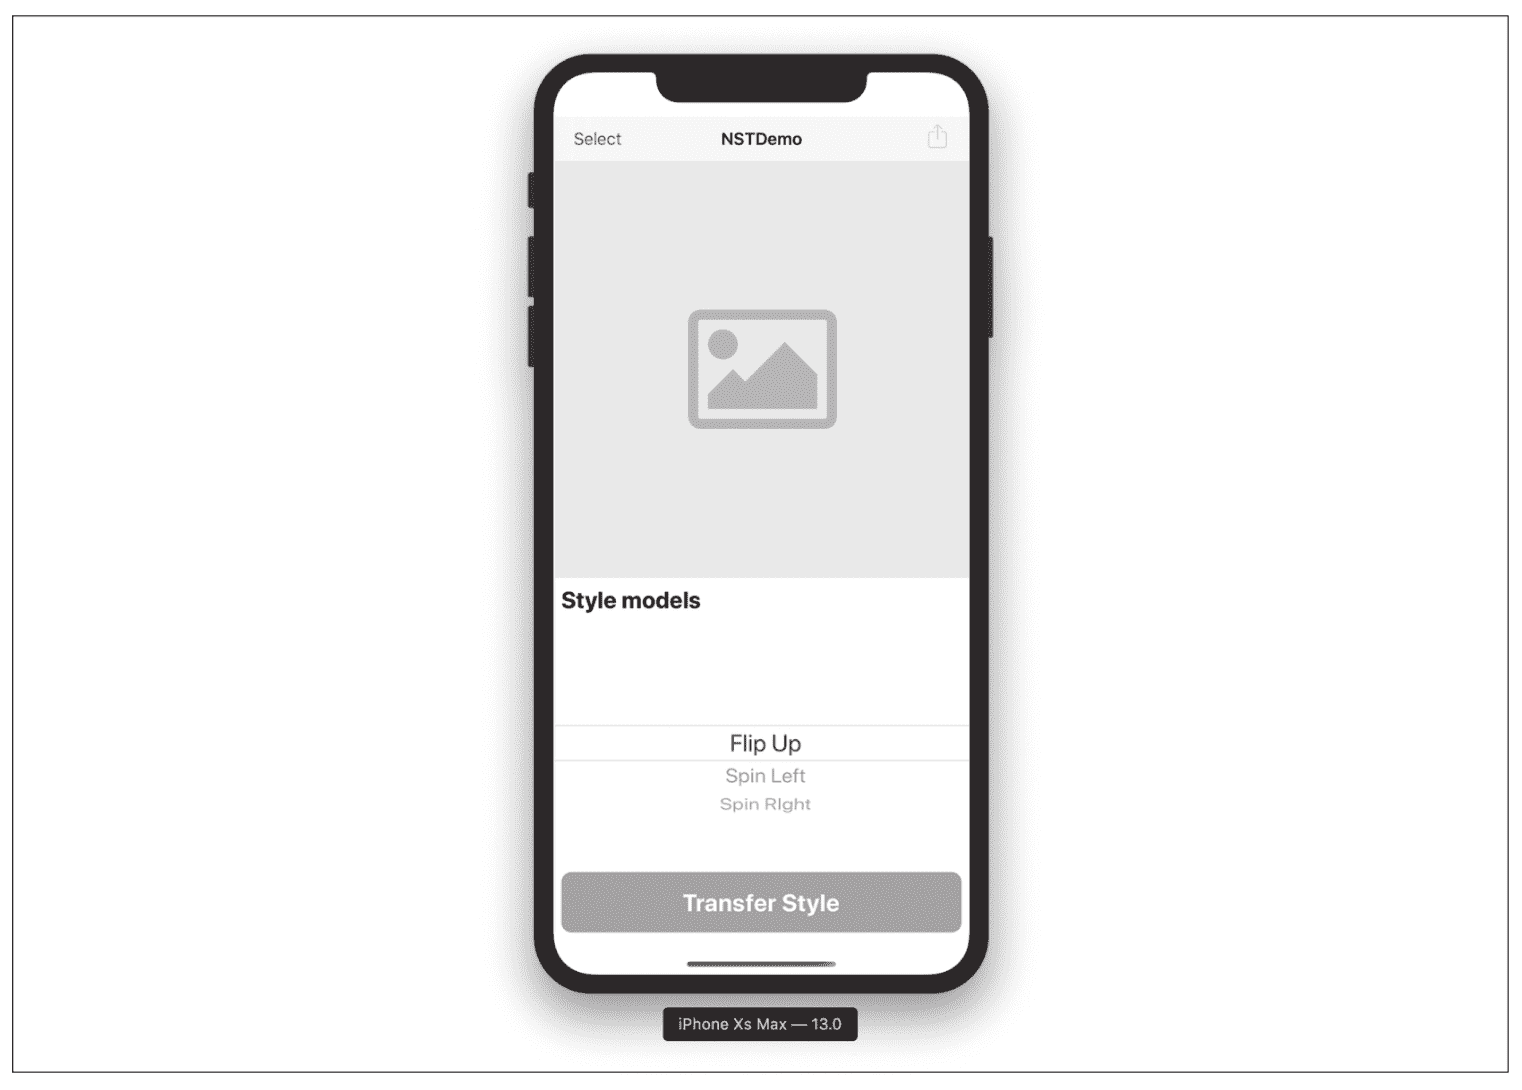 Select NSTDemo
Style models
Flip Up
Spin Left
Spin RIght
Transfer Style
iPhone Xs Max — 13.0